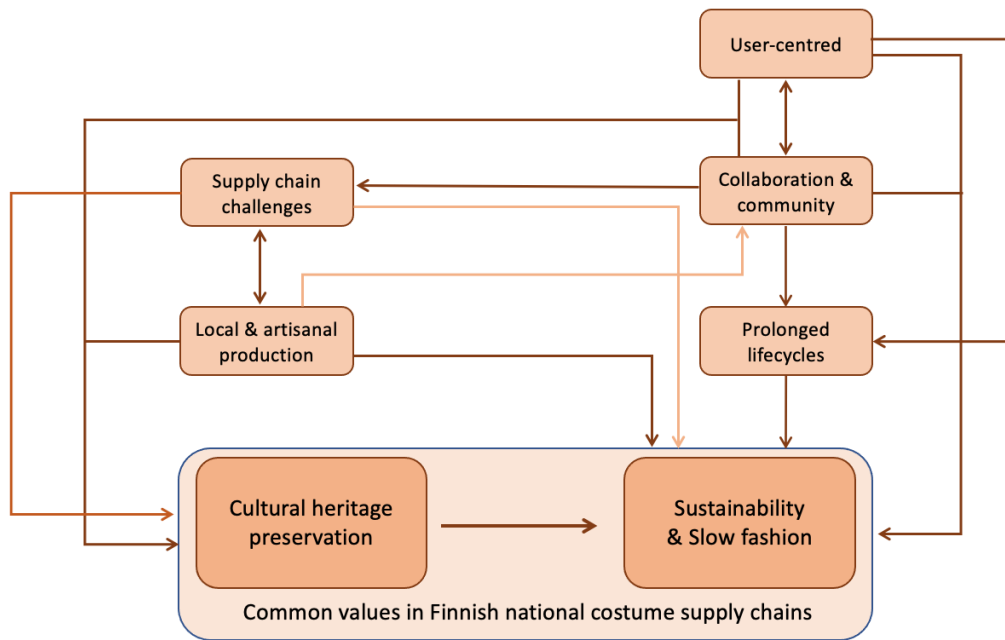 User-centred
Supply chain
challenges
Collaboration &
community
Local & artisanal
production
Prolonged
lifecycles
Cultural heritage
preservation
Sustainability
& Slow fashion
Common values in Finnish national costume supply chains